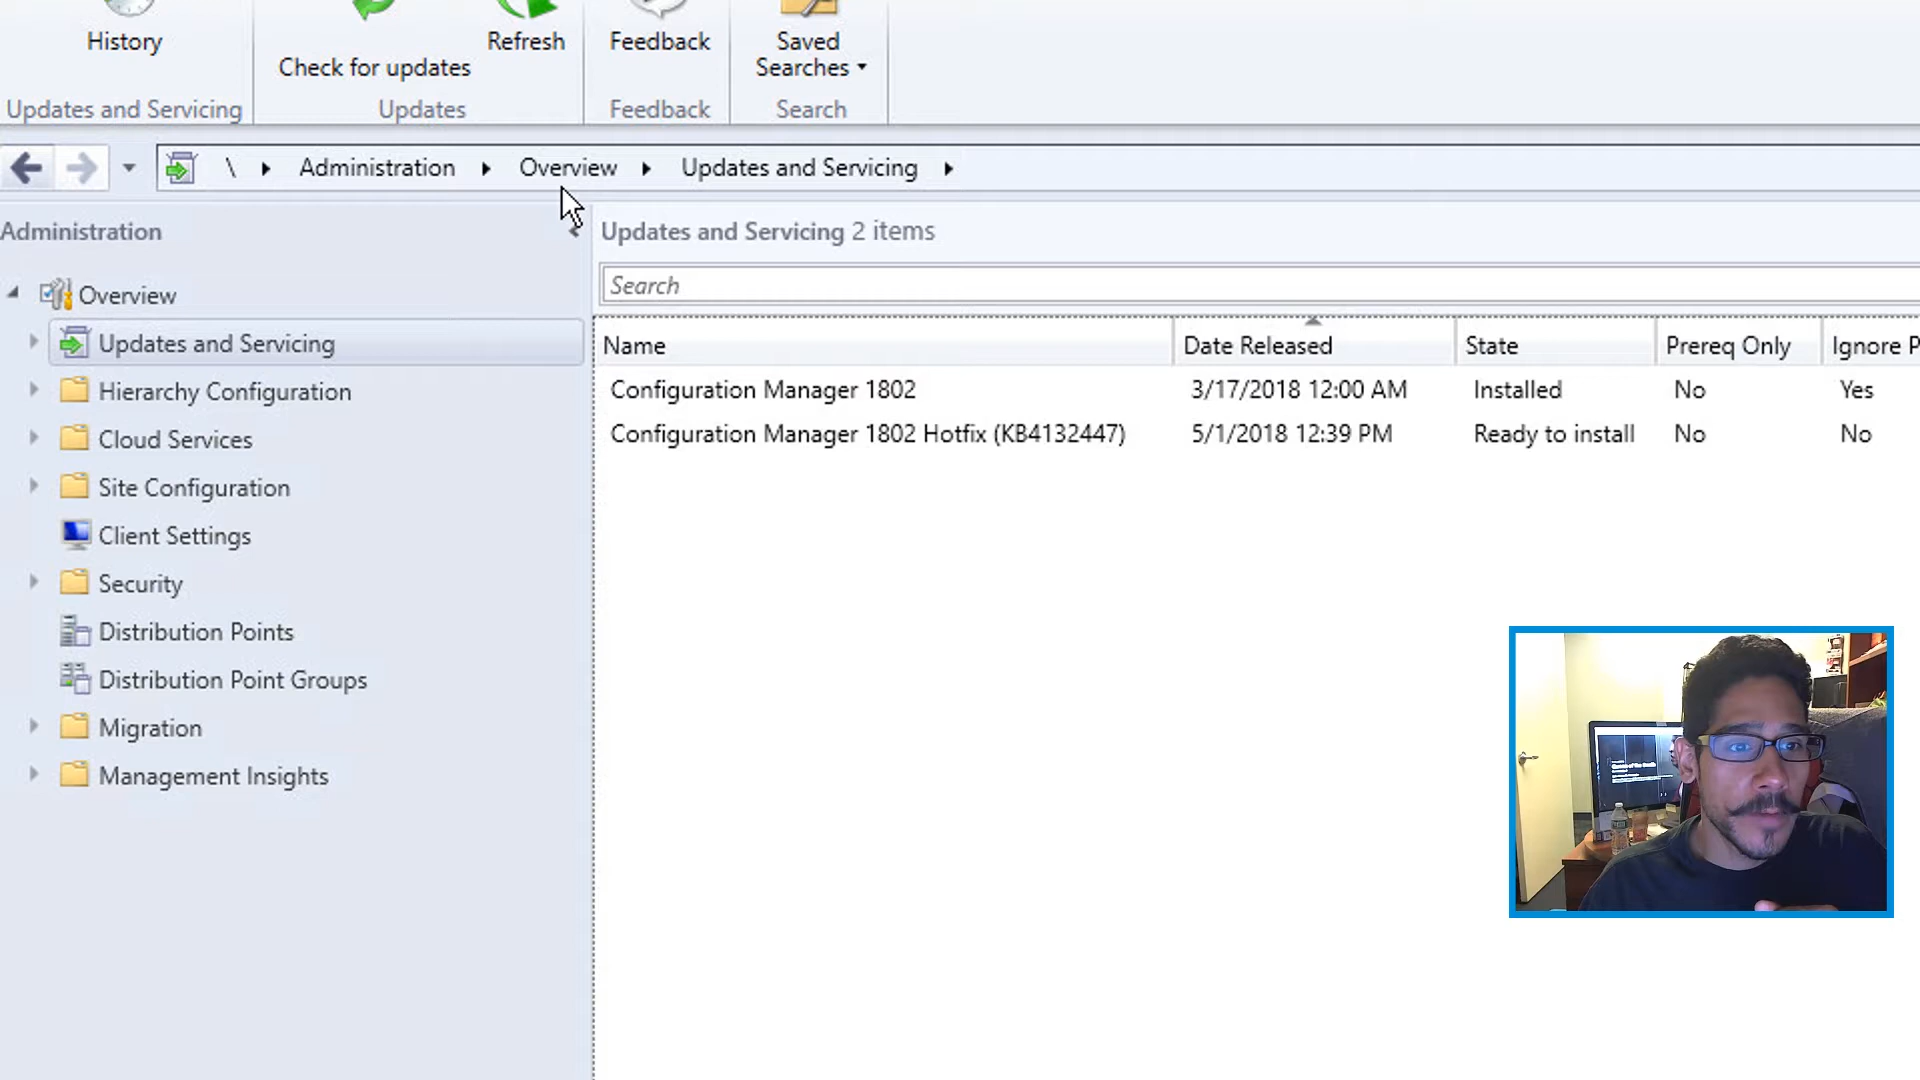 History
Check for updates
Refresh
Feedback
Saved
Searches
Updates and Servicing
Updates
Feedback
Search
\ Administration Overview Updates and Servicing
Administration
Updates and Servicing 2 items
Search
Overview
Updates and Servicing
Hierarchy Configuration
Cloud Services
Site Configuration
Client Settings
Security
Distribution Points
Distribution Point Groups
Migration
Management Insights
Name Date Released State Prereq Only Ignore P
Configuration Manager 1802 3/17/2018 12:00 AM Installed No Yes
Configuration Manager 1802 Hotfix (KB4132447) 5/1/2018 12:39 PM Ready to install No No